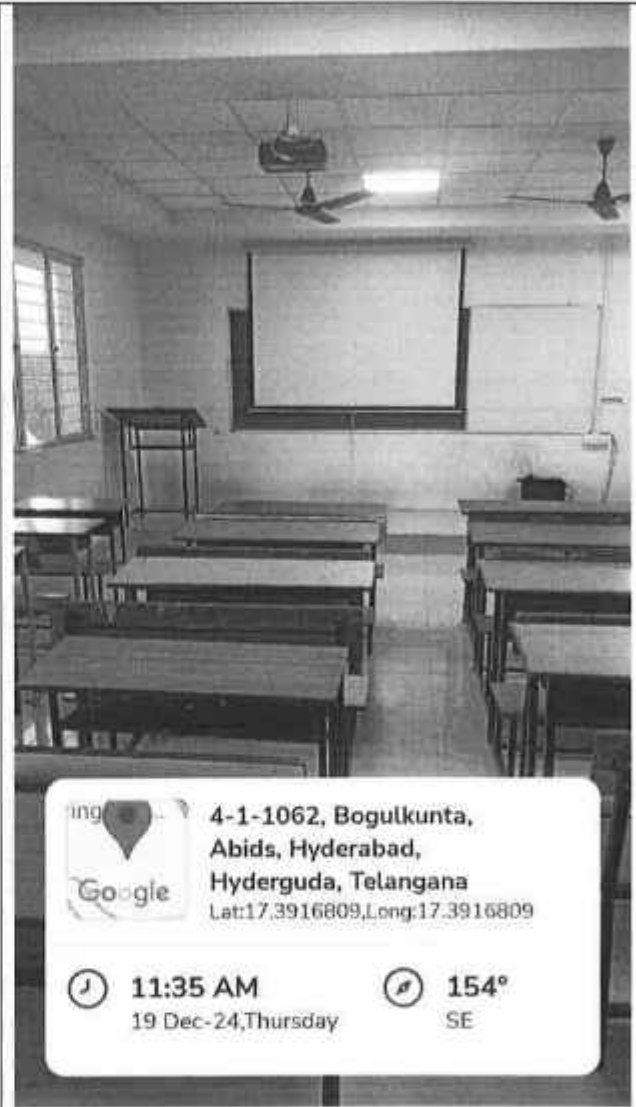 ing
Google
4-1-1062, Bogulkunta,
Abids, Hyderabad,
Hyderguda, Telangana
Lat:17.3916809,Long:17.3916809
11:35 AM
19 Dec-24,Thursday
154°
SE